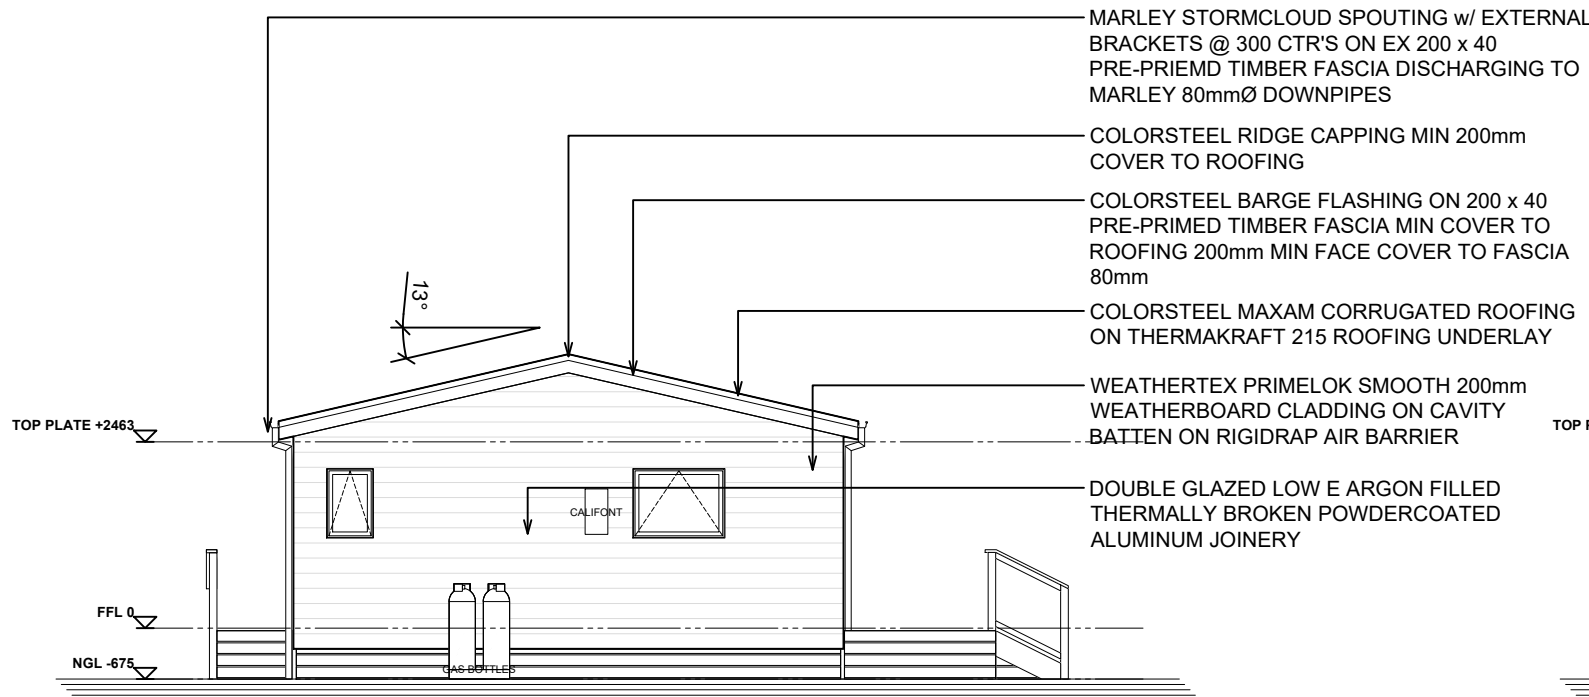 MARLEY STORMCLOUD SPOUTING w/ EXTERNAL
BRACKETS @ 300 CTR'S ON EX 200 x 40
PRE-PRIEMD TIMBER FASCIA DISCHARGING TO
MARLEY 80mmØ DOWNPIPES
COLORSTEEL RIDGE CAPPING MIN 200mm
COVER TO ROOFING
COLORSTEEL BARGE FLASHING ON 200 x 40
PRE-PRIMED TIMBER FASCIA MIN COVER TO
ROOFING 200mm MIN FACE COVER TO FASCIA
80mm
13°
COLORSTEEL MAXAM CORRUGATED ROOFING
ON THERMAKRAFT 215 ROOFING UNDERLAY
WEATHERTEX PRIMELOK SMOOTH 200mm
WEATHERBOARD CLADDING ON CAVITY
BATTEN ON RIGIDRAP AIR BARRIER
TOP PLATE +2463
TOP
DOUBLE GLAZED LOW E ARGON FILLED
THERMALLY BROKEN POWDERCOATED
ALUMINUM JOINERY
CALIFONT
FFL 0
NGL -675
GAS BOTTLES